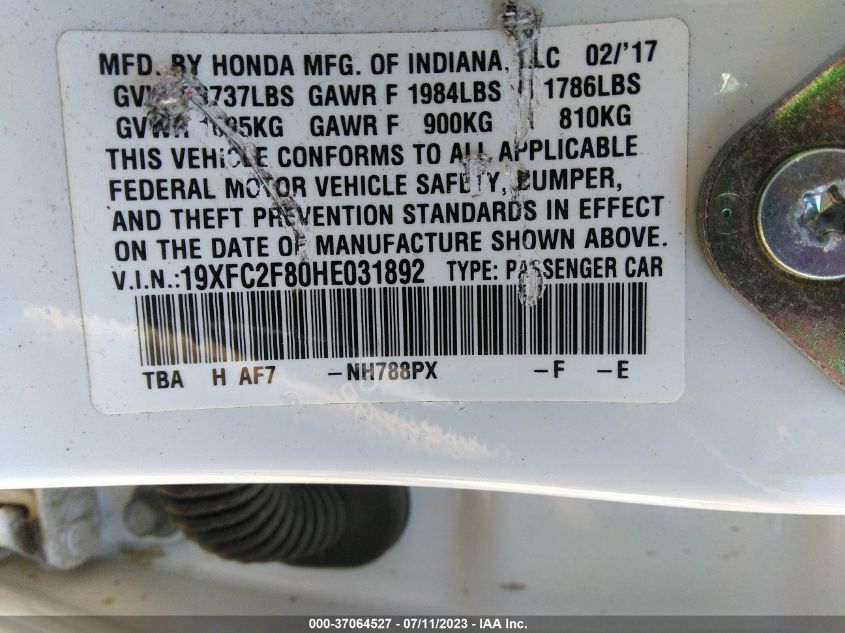 MFD. BY HONDA MFG. OF INDIANA, LLC 02/'17
3737LBS GAWR F 1984LBS 1786LBS
GVWR GAWR F 900KG 810KG
THIS VEHICLE CONFORMS TO ALL APPLICABLE
FEDERAL MOTOR VEHICLE SAFETY, BUMPER,
AND THEFT PREVENTION STANDARDS IN EFFECT
ON THE DATE OF MANUFACTURE SHOWN ABOVE.
V.I.N.:19XFC2F80HE031892 TYPE: PASSENGER CAR
TBA H AF7 -NH788PX -F -E
000-37064527 - 07/11/2023 - IAA Inc.